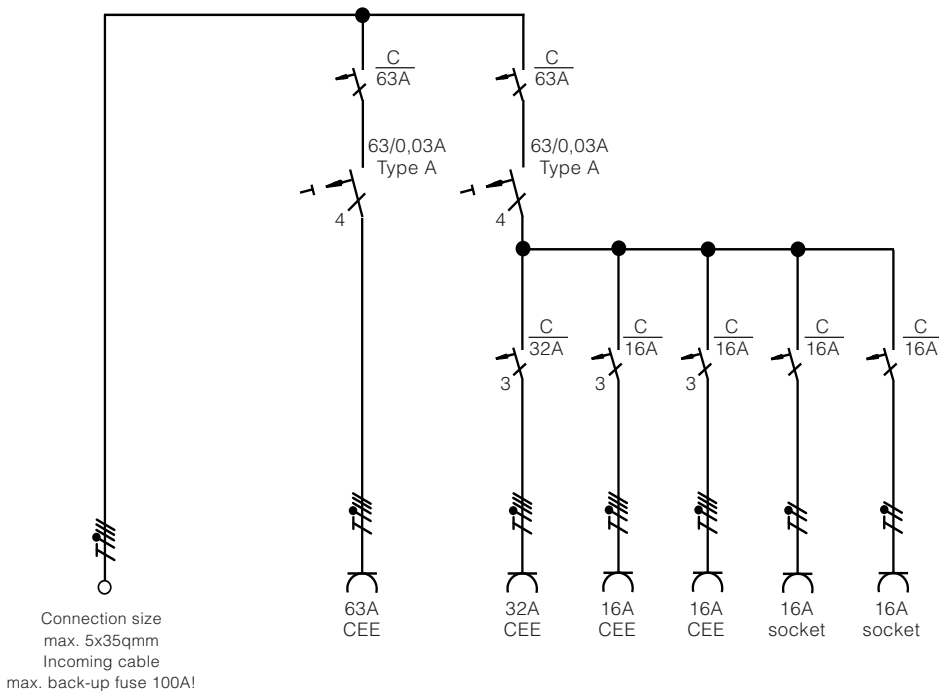 C
63A
C
63A
63/0,03A
Type A
63/0,03A
Type A
4
4
C
32A
C
16A
C
16A
C
16A
C
16A
3
3
3
Connection size
max. 5x35qmm
Incoming cable
max. back-up fuse 100A!
63A
CEE
32A
CEE
16A
CEE
16A
CEE
16A
socket
16A
socket